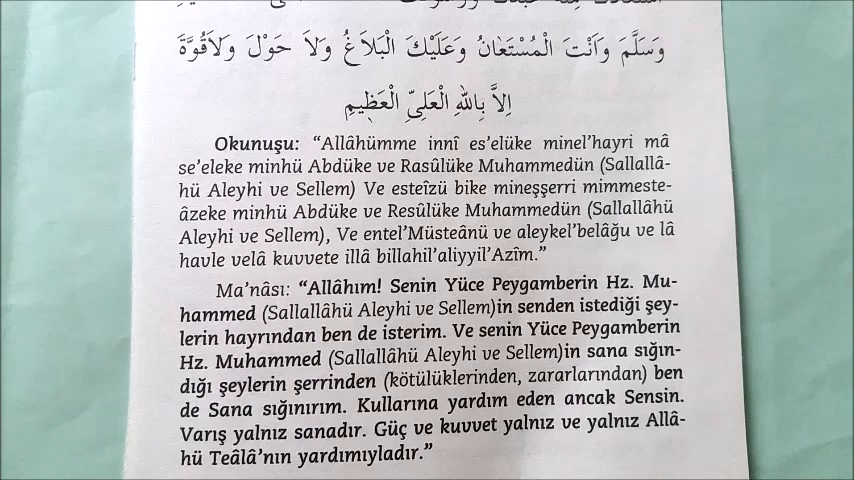 وَسَلَّمَ وَاَنْتَ الْمُسْتَعَانُ وَعَلَيْكَ الْبَلَاغُ وَلاَ حَوْلَ وَلاَقُوَّةَ
اِلاَّ بِاللهِ الْعَلِىِّ الْعَظِيمِ
Okunuşu: “Allâhümme innî es’elüke minel’hayri mâ
se’eleke minhü Abdüke ve Rasûlüke Muhammedün (Sallallâ-
hü Aleyhi ve Sellem) Ve esteîzü bike mineşşerri mimmeste-
âzeke minhü Abdüke ve Resûlüke Muhammedün (Sallallâhü
Aleyhi ve Sellem), Ve entel’Müsteânü ve aleykel’belâğu ve lâ
havle velâ kuvvete illâ billahil’aliyyil’Azîm.”
Ma’nâsı: “Allâhım! Senin Yüce Peygamberin Hz. Mu-
hammed (Sallallâhü Aleyhi ve Sellem)in senden istediği şey-
lerin hayrından ben de isterim. Ve senin Yüce Peygamberin
Hz. Muhammed (Sallallâhü Aleyhi ve Sellem)in sana sığın-
dığı şeylerin şerrinden (kötülüklerinden, zararlarından) ben
de Sana sığınırım. Kullarına yardım eden ancak Sensin.
Varış yalnız sanadır. Güç ve kuvvet yalnız ve yalnız Allâ-
hü Teâlâ’nın yardımıyladır.”